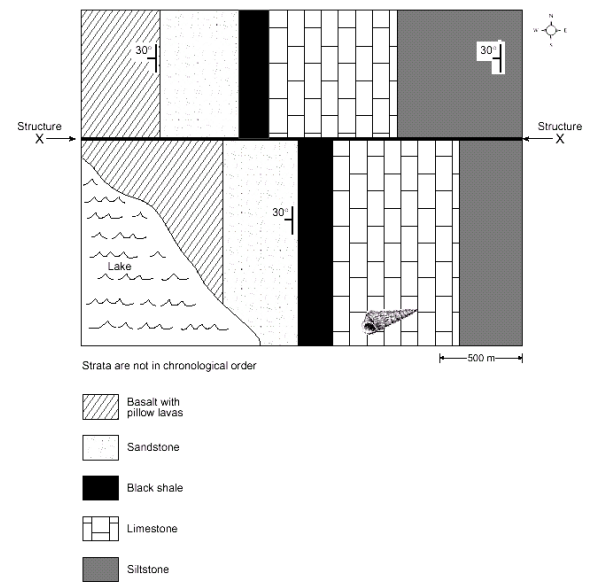 N
W E
S
30°
30°
Structure
X
Structure
X
30°
Lake
500 m
Strata are not in chronological order
Basalt with
pillow lavas
Sandstone
Black shale
Limestone
Siltstone